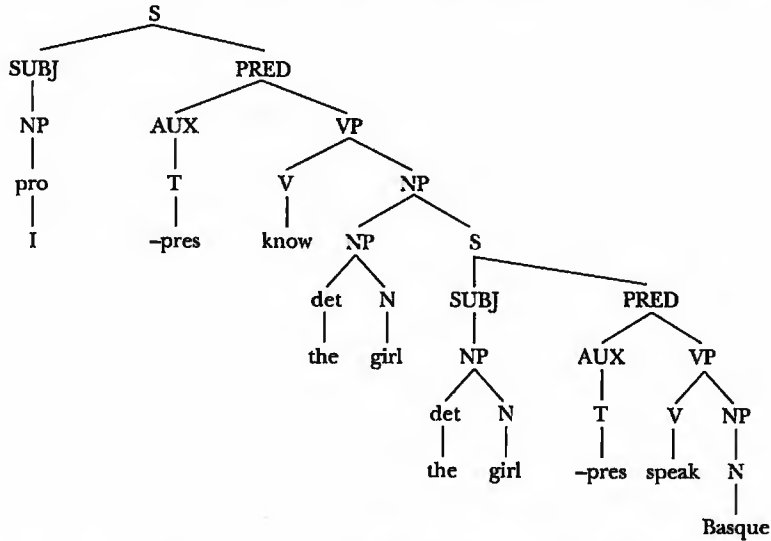 S
SUBJ PRED
NP AUX VP
pro T V NP
I –pres know NP S
det N SUBJ PRED
the girl NP AUX VP
det N T V NP
the girl –pres speak N
Basque